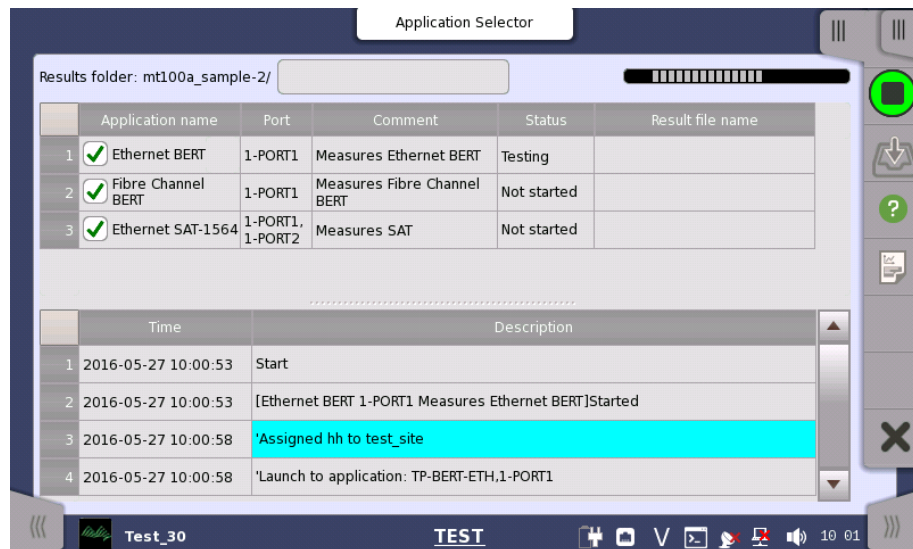 Application Selector
Results folder: mt100a_sample-2/
Application name Port Comment Status Result file name
1 Ethernet BERT 1-PORT1 Measures Ethernet BERT Testing
2 Fibre Channel BERT 1-PORT1 Measures Fibre Channel BERT Not started
3 Ethernet SAT-1564 1-PORT1, 1-PORT2 Measures SAT Not started
Time Description
1 2016-05-27 10:00:53 Start
2 2016-05-27 10:00:53 [Ethernet BERT 1-PORT1 Measures Ethernet BERT]Started
3 2016-05-27 10:00:58 'Assigned hh to test_site
4 2016-05-27 10:00:58 'Launch to application: TP-BERT-ETH,1-PORT1
Test_30 TEST V 10 01